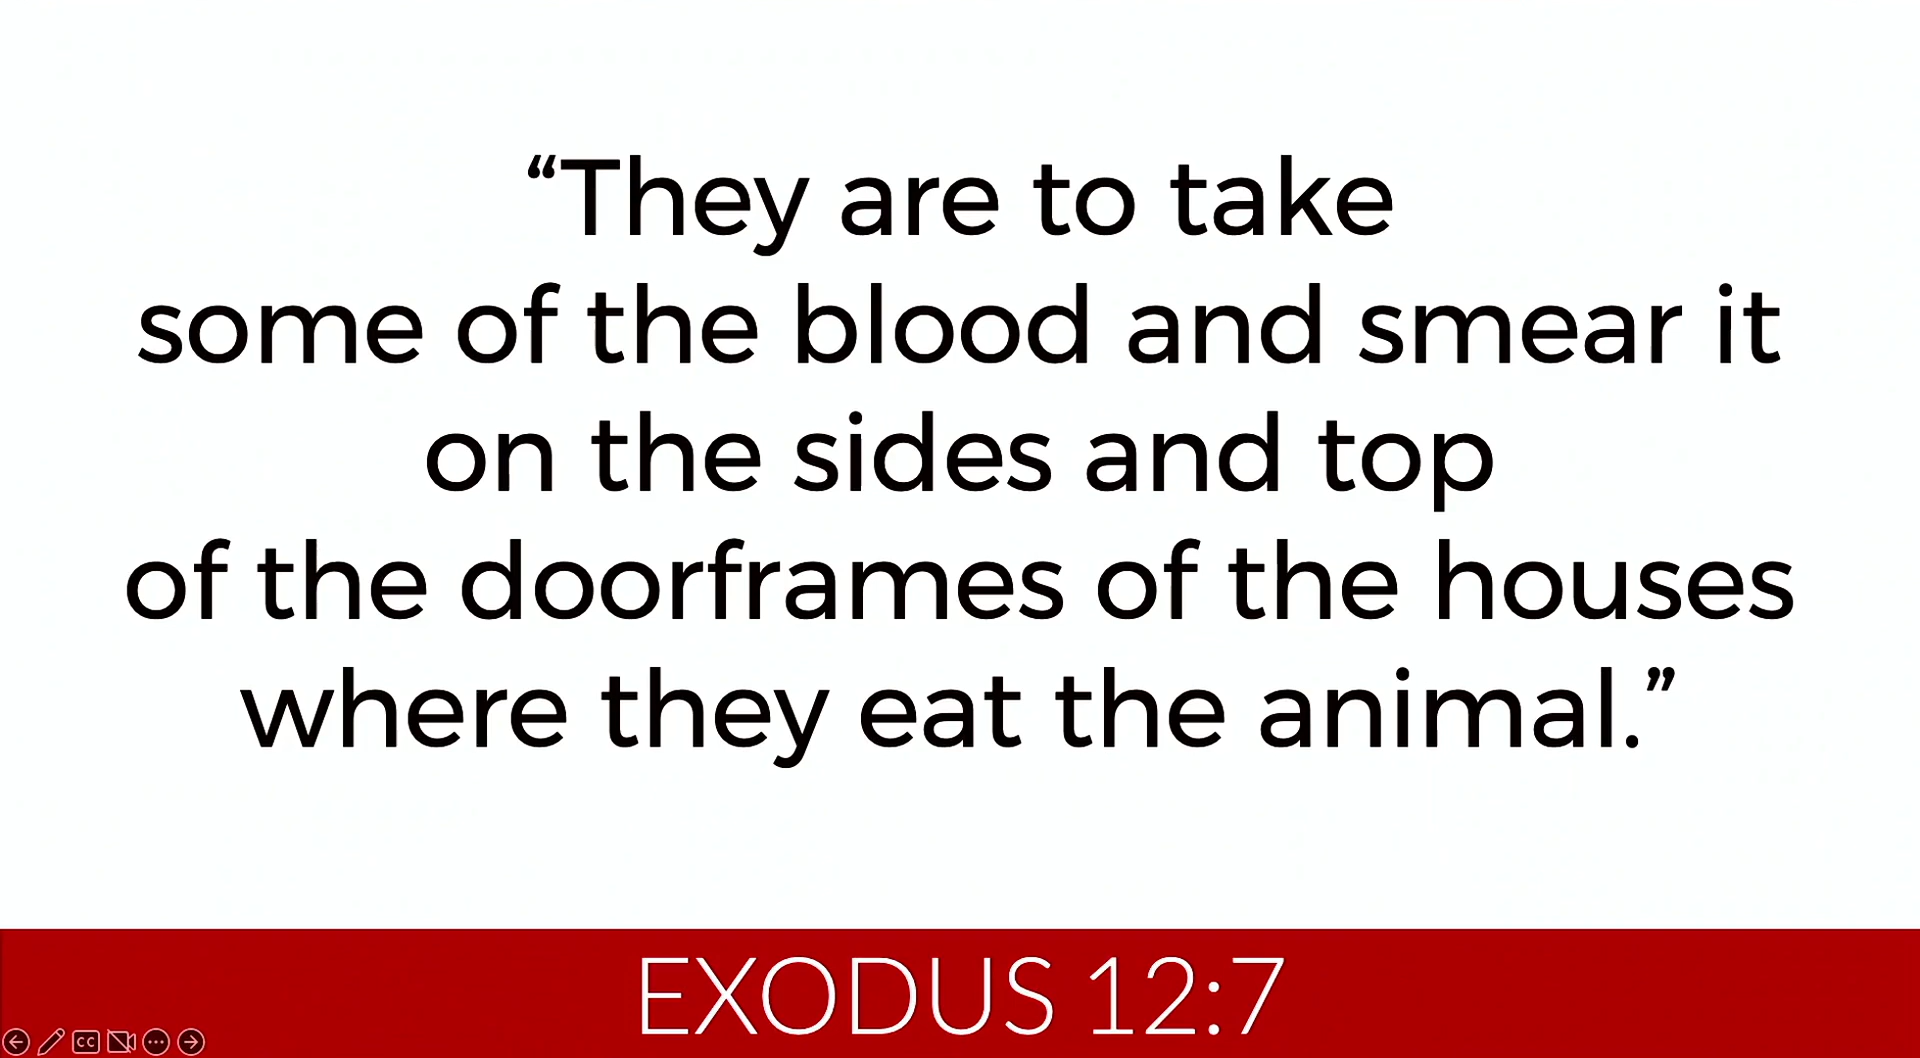 “They are to take
some of the blood and smear it
on the sides and top
of the doorframes of the houses
where they eat the animal.”
EXODUS 12:7
CC